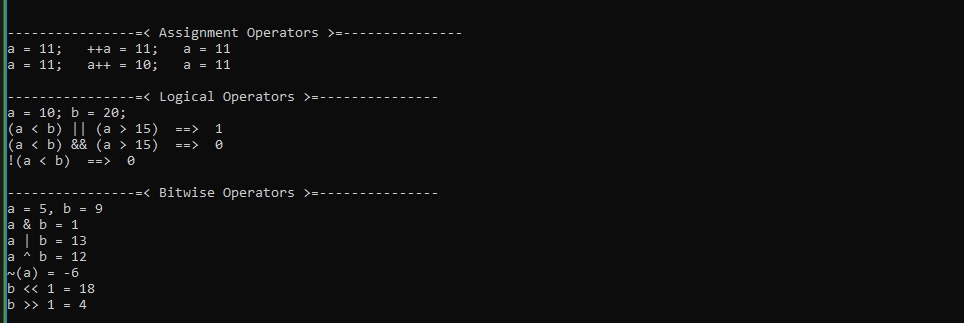 ----------------=< Assignment Operators >=---------------
a = 11;   ++a = 11;   a = 11
a = 11;   a++ = 10;   a = 11
----------------=< Logical Operators >=---------------
a = 10; b = 20;
(a < b) || (a > 15)  ==>  1
(a < b) && (a > 15)  ==>  0
!(a < b)  ==>  0
----------------=< Bitwise Operators >=---------------
a = 5, b = 9
a & b = 1
a | b = 13
a ^ b = 12
~(a) = -6
b << 1 = 18
b >> 1 = 4